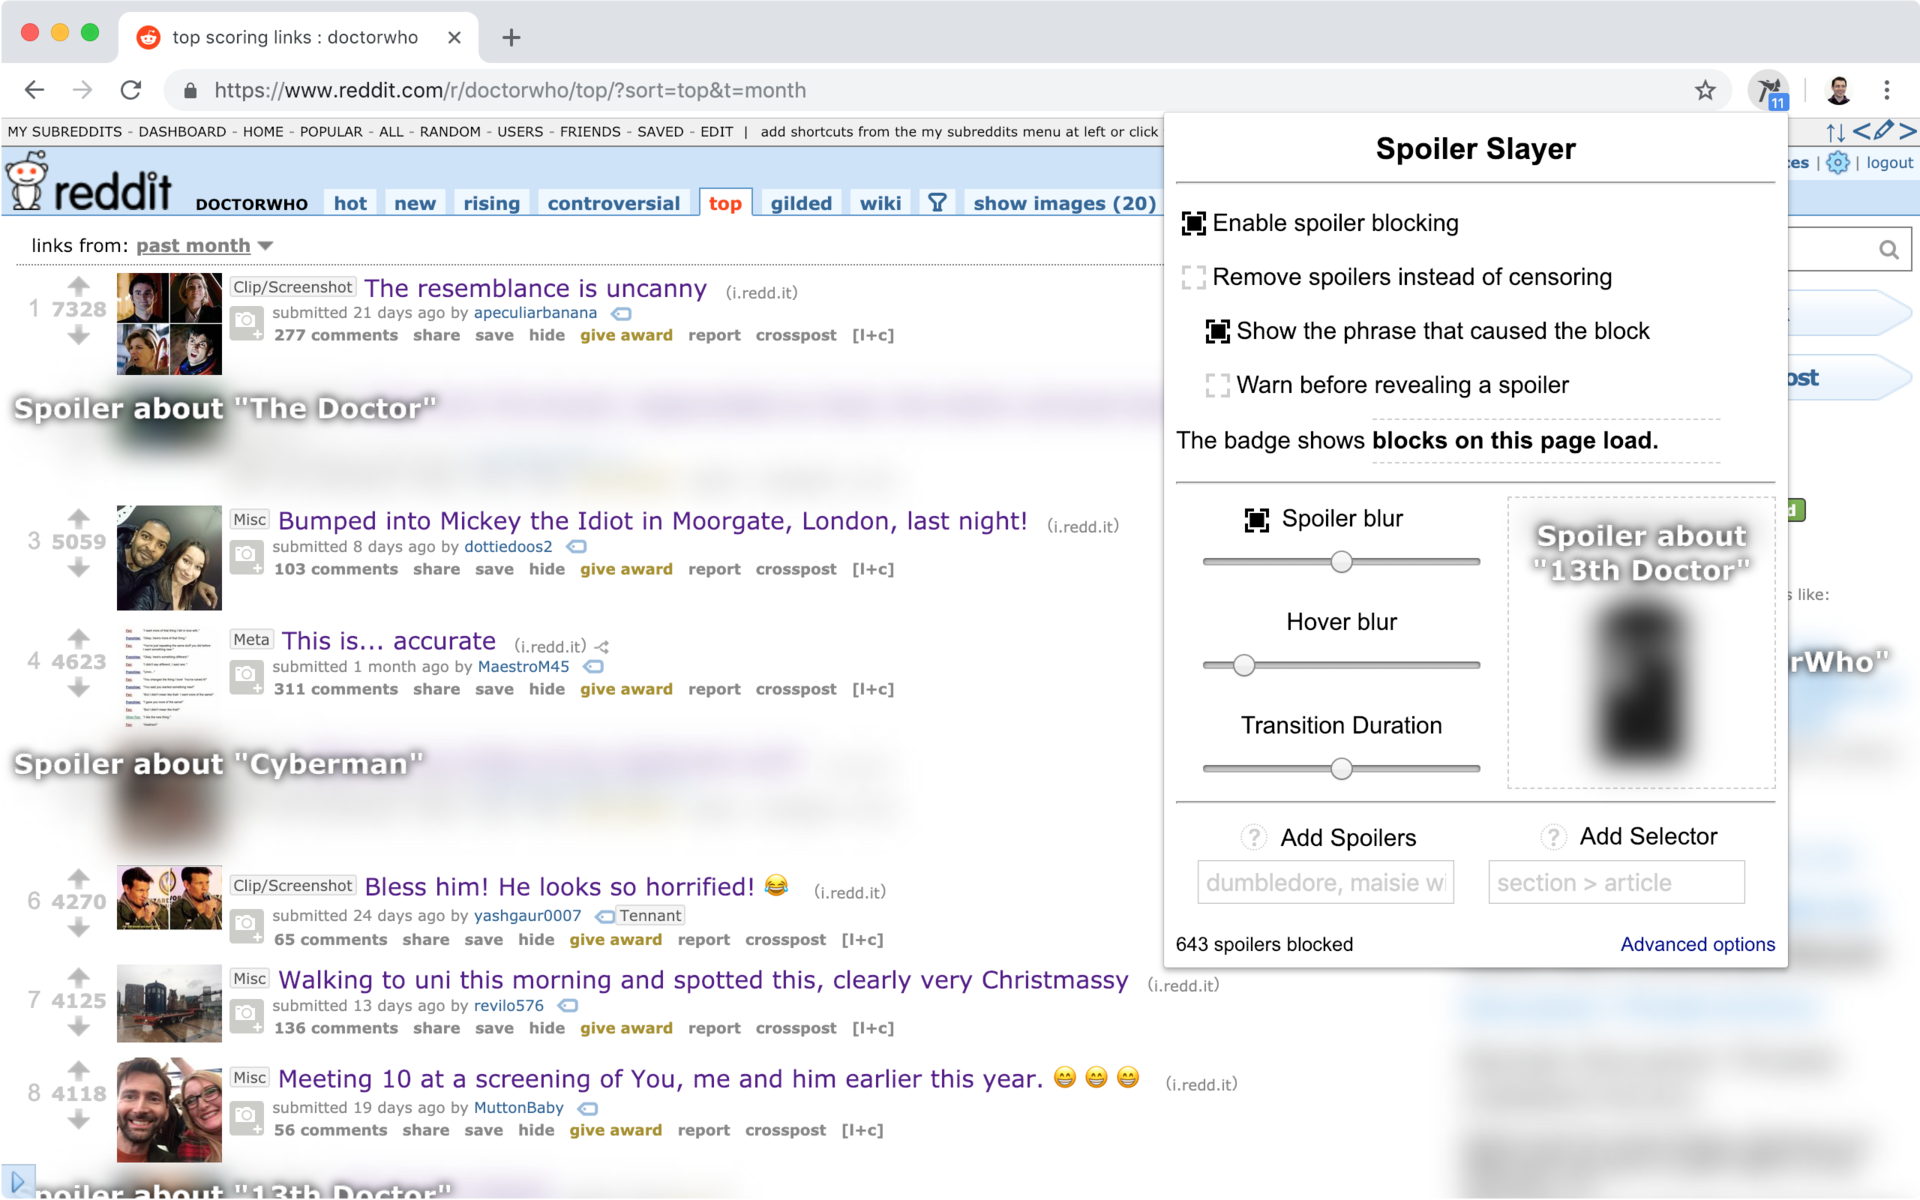 top scoring links : doctorwho
https://www.reddit.com/r/doctorwho/top/?sort=top&t=month
11
MY SUBREDDITS - DASHBOARD - HOME - POPULAR - ALL - RANDOM - USERS - FRIENDS - SAVED - EDIT | add shortcuts from the my subreddits menu at left or click
reddit DOCTORWHO hot new rising controversial top gilded wiki show images (20)
| logout
links from: past month
1 7328
Clip/Screenshot The resemblance is uncanny (i.redd.it)
submitted 21 days ago by apeculiarbanana
277 comments share save hide give award report crosspost [l+c]
Spoiler about "The Doctor"
3 5059
Misc Bumped into Mickey the Idiot in Moorgate, London, last night! (i.redd.it)
submitted 8 days ago by dottiedoos2
103 comments share save hide give award report crosspost [l+c]
4 4623
Meta This is... accurate (i.redd.it)
submitted 1 month ago by MaestroM45
311 comments share save hide give award report crosspost [l+c]
Spoiler about "Cyberman"
6 4270
Clip/Screenshot Bless him! He looks so horrified! 😂 (i.redd.it)
submitted 24 days ago by yashgaur0007 Tennant
65 comments share save hide give award report crosspost [l+c]
7 4125
Misc Walking to uni this morning and spotted this, clearly very Christmassy (i.redd.it)
submitted 13 days ago by revilo576
136 comments share save hide give award report crosspost [l+c]
8 4118
Misc Meeting 10 at a screening of You, me and him earlier this year. 😁 😁 😁 (i.redd.it)
submitted 19 days ago by MuttonBaby
56 comments share save hide give award report crosspost [l+c]
Spoiler about "13th Doctor"
Spoiler Slayer
Enable spoiler blocking
Remove spoilers instead of censoring
Show the phrase that caused the block
Warn before revealing a spoiler
The badge shows blocks on this page load.
Spoiler blur
Hover blur
Transition Duration
Spoiler about
"13th Doctor"
? Add Spoilers
dumbledore, maisie wi
? Add Selector
section > article
643 spoilers blocked
Advanced options
like:
rWho"